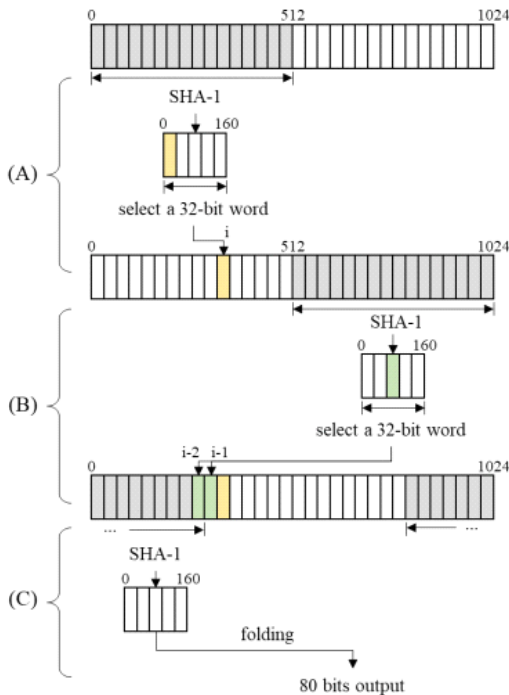 0 512 1024
SHA-1
0 160
(A)
select a 32-bit word
i
0 512 1024
SHA-1
0 160
(B)
select a 32-bit word
i-2 i-1
0 1024
... ...
SHA-1
0 160
(C)
folding
80 bits output